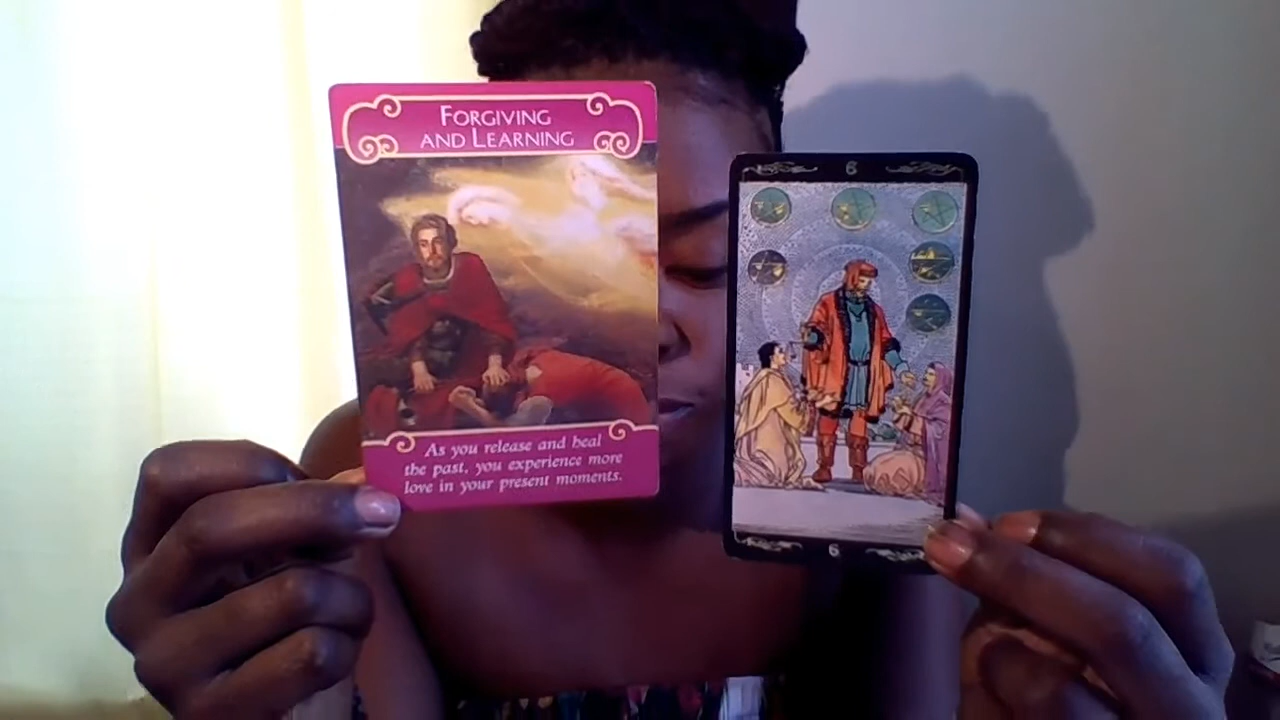 FORGIVING
AND LEARNING
As you release and heal
the past, you experience more
love in your present moments.
6
6